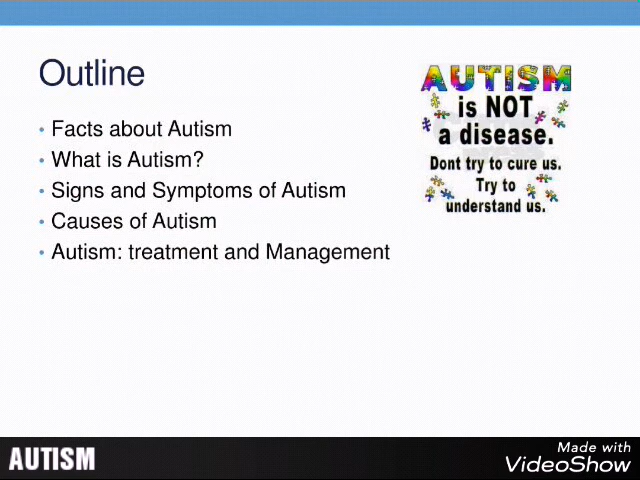 Outline
• Facts about Autism
• What is Autism?
• Signs and Symptoms of Autism
• Causes of Autism
• Autism: treatment and Management
AUTISM
is NOT
a disease.
Dont try to cure us.
Try to
understand us.
AUTISM
Made with
VideoShow